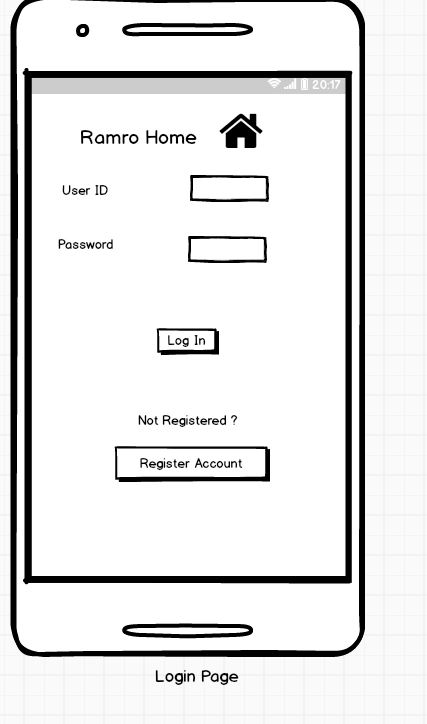 20:17
Ramro Home
User ID
Password
Log In
Not Registered ?
Register Account
Login Page